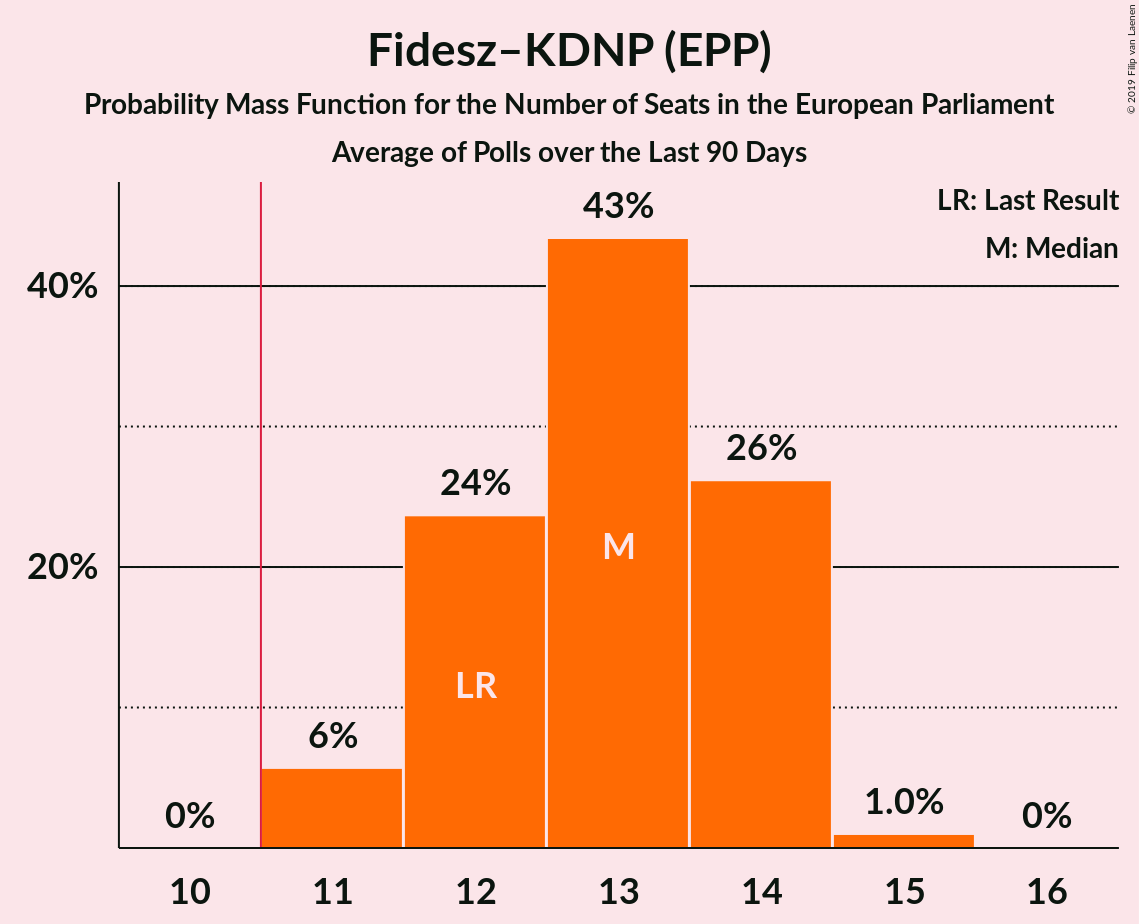 Fidesz–KDNP (EPP)
Probability Mass Function for the Number of Seats in the European Parliament
Average of Polls over the Last 90 Days
© 2019 Filip van Laenen
LR: Last Result
M: Median
43%
40%
26%
24%
M
20%
LR
6%
1.0%
0%
0%
10 11 12 13 14 15 16